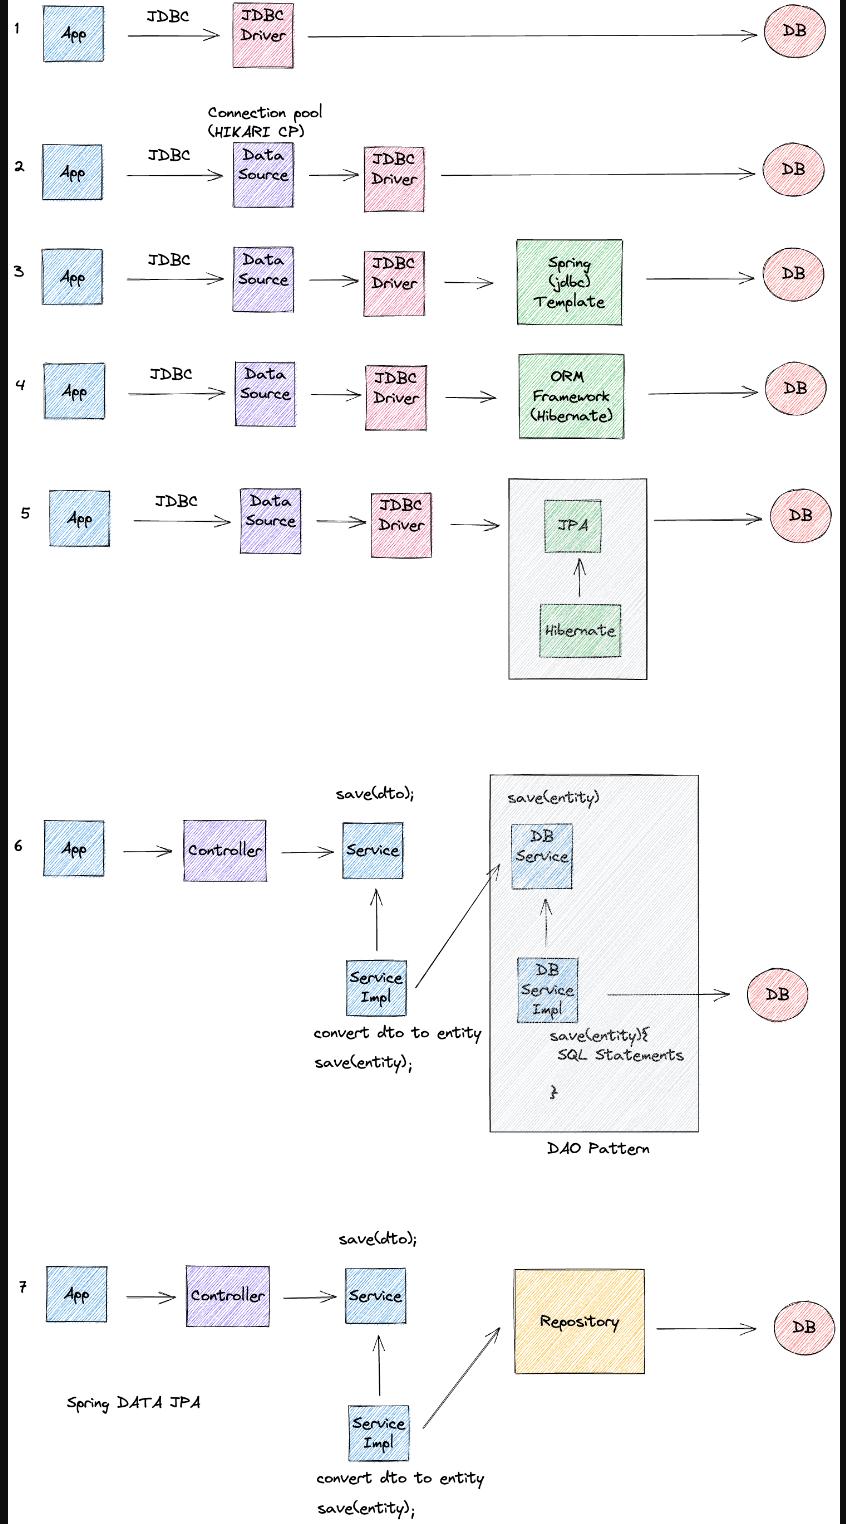 1
App
JDBC
JDBC
Driver
DB
Connection pool
(HIKARI CP)
2
App
JDBC
Data
Source
JDBC
Driver
DB
3
App
JDBC
Data
Source
JDBC
Driver
Spring
(jdbc)
Template
DB
4
App
JDBC
Data
Source
JDBC
Driver
ORM
Framework
(Hibernate)
DB
5
App
JDBC
Data
Source
JDBC
Driver
JPA
Hibernate
DB
6
App
Controller
save(dto);
Service
Service
Impl
convert dto to entity
save(entity);
save(entity)
DB
Service
DB
Service
Impl
save(entity){
SQL Statements
}
DAO Pattern
DB
7
App
Controller
save(dto);
Service
Spring DATA JPA
Service
Impl
convert dto to entity
save(entity);
Repository
DB